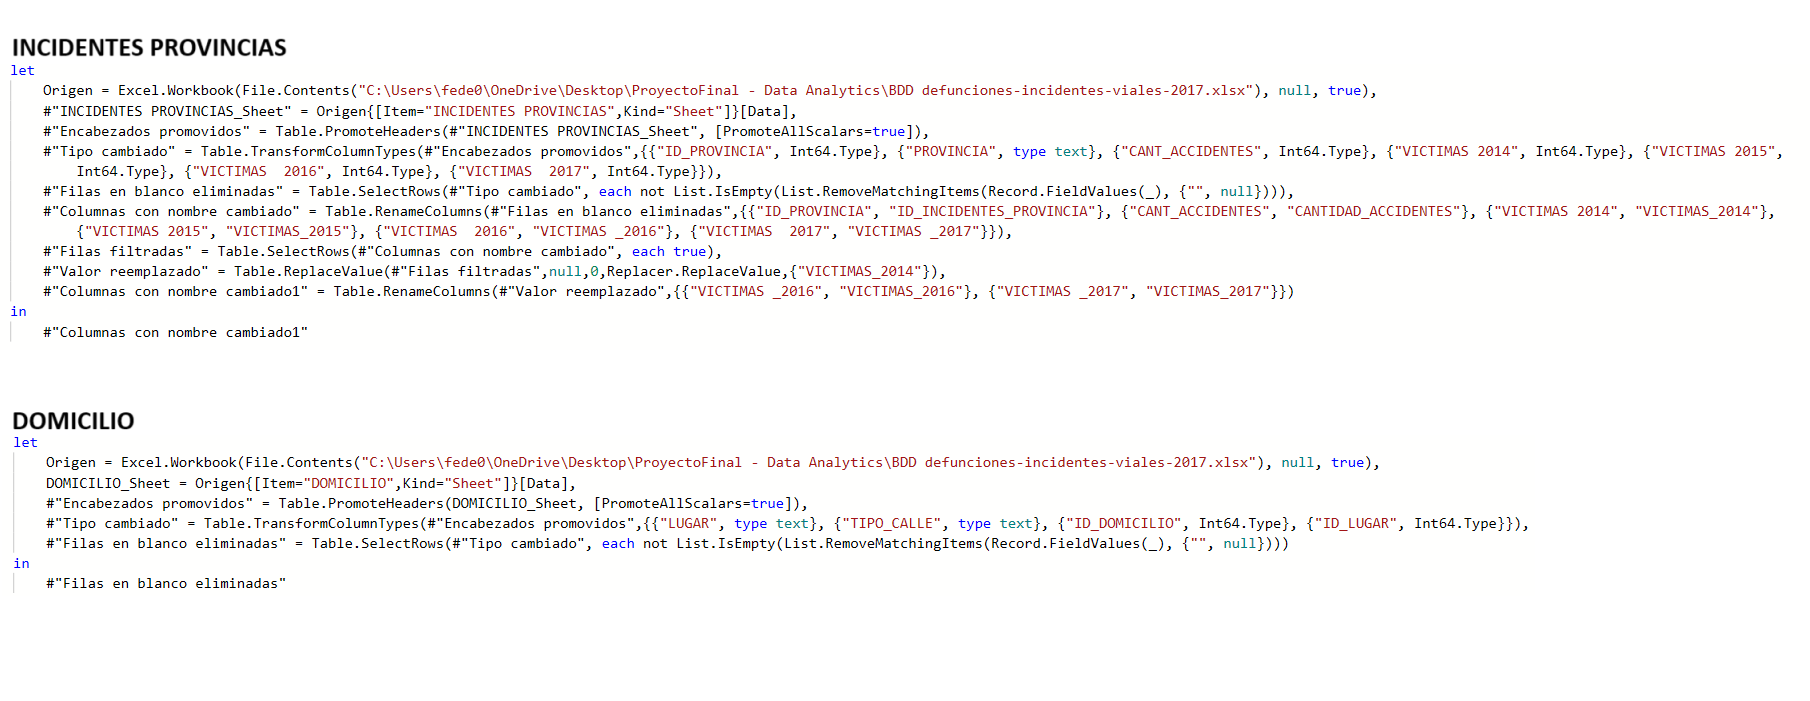 INCIDENTES PROVINCIAS
let
Origen = Excel.Workbook(File.Contents("C:\Users\fede0\OneDrive\Desktop\ProyectoFinal - Data Analytics\BDD defunciones-incidentes-viales-2017.xlsx"), null, true),
#"INCIDENTES PROVINCIAS_Sheet" = Origen{[Item="INCIDENTES PROVINCIAS",Kind="Sheet"]}[Data],
#"Encabezados promovidos" = Table.PromoteHeaders(#"INCIDENTES PROVINCIAS_Sheet", [PromoteAllScalars=true]),
#"Tipo cambiado" = Table.TransformColumnTypes(#"Encabezados promovidos",{{"ID_PROVINCIA", Int64.Type}, {"PROVINCIA", type text}, {"CANT_ACCIDENTES", Int64.Type}, {"VICTIMAS 2014", Int64.Type}, {"VICTIMAS 2015",
Int64.Type}, {"VICTIMAS  2016", Int64.Type}, {"VICTIMAS  2017", Int64.Type}}),
#"Filas en blanco eliminadas" = Table.SelectRows(#"Tipo cambiado", each not List.IsEmpty(List.RemoveMatchingItems(Record.FieldValues(_), {"", null}))),
#"Columnas con nombre cambiado" = Table.RenameColumns(#"Filas en blanco eliminadas",{{"ID_PROVINCIA", "ID_INCIDENTES_PROVINCIA"}, {"CANT_ACCIDENTES", "CANTIDAD_ACCIDENTES"}, {"VICTIMAS 2014", "VICTIMAS_2014"},
{"VICTIMAS 2015", "VICTIMAS_2015"}, {"VICTIMAS  2016", "VICTIMAS _2016"}, {"VICTIMAS  2017", "VICTIMAS _2017"}}),
#"Filas filtradas" = Table.SelectRows(#"Columnas con nombre cambiado", each true),
#"Valor reemplazado" = Table.ReplaceValue(#"Filas filtradas",null,0,Replacer.ReplaceValue,{"VICTIMAS_2014"}),
#"Columnas con nombre cambiado1" = Table.RenameColumns(#"Valor reemplazado",{{"VICTIMAS _2016", "VICTIMAS_2016"}, {"VICTIMAS _2017", "VICTIMAS_2017"}})
in
#"Columnas con nombre cambiado1"
DOMICILIO
let
Origen = Excel.Workbook(File.Contents("C:\Users\fede0\OneDrive\Desktop\ProyectoFinal - Data Analytics\BDD defunciones-incidentes-viales-2017.xlsx"), null, true),
DOMICILIO_Sheet = Origen{[Item="DOMICILIO",Kind="Sheet"]}[Data],
#"Encabezados promovidos" = Table.PromoteHeaders(DOMICILIO_Sheet, [PromoteAllScalars=true]),
#"Tipo cambiado" = Table.TransformColumnTypes(#"Encabezados promovidos",{{"LUGAR", type text}, {"TIPO_CALLE", type text}, {"ID_DOMICILIO", Int64.Type}, {"ID_LUGAR", Int64.Type}}),
#"Filas en blanco eliminadas" = Table.SelectRows(#"Tipo cambiado", each not List.IsEmpty(List.RemoveMatchingItems(Record.FieldValues(_), {"", null})))
in
#"Filas en blanco eliminadas"